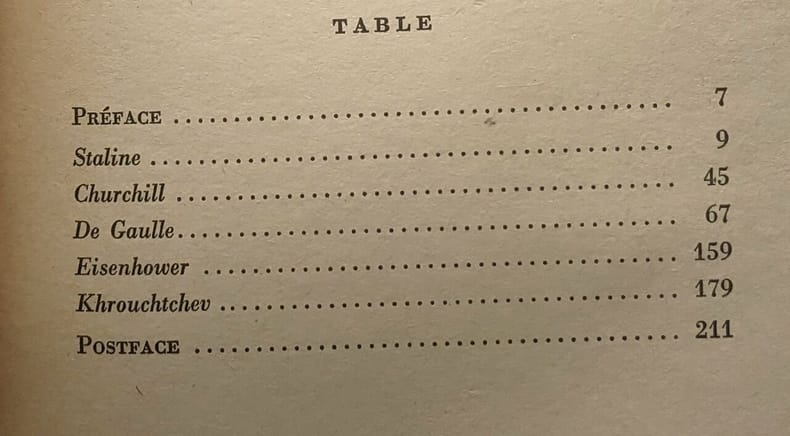 TABLE
PRÉFACE ........................................ 7
Staline ........................................ 9
Churchill ........................................ 45
De Gaulle ........................................ 67
Eisenhower ........................................ 159
Khrouchtchev ........................................ 179
POSTFACE ........................................ 211